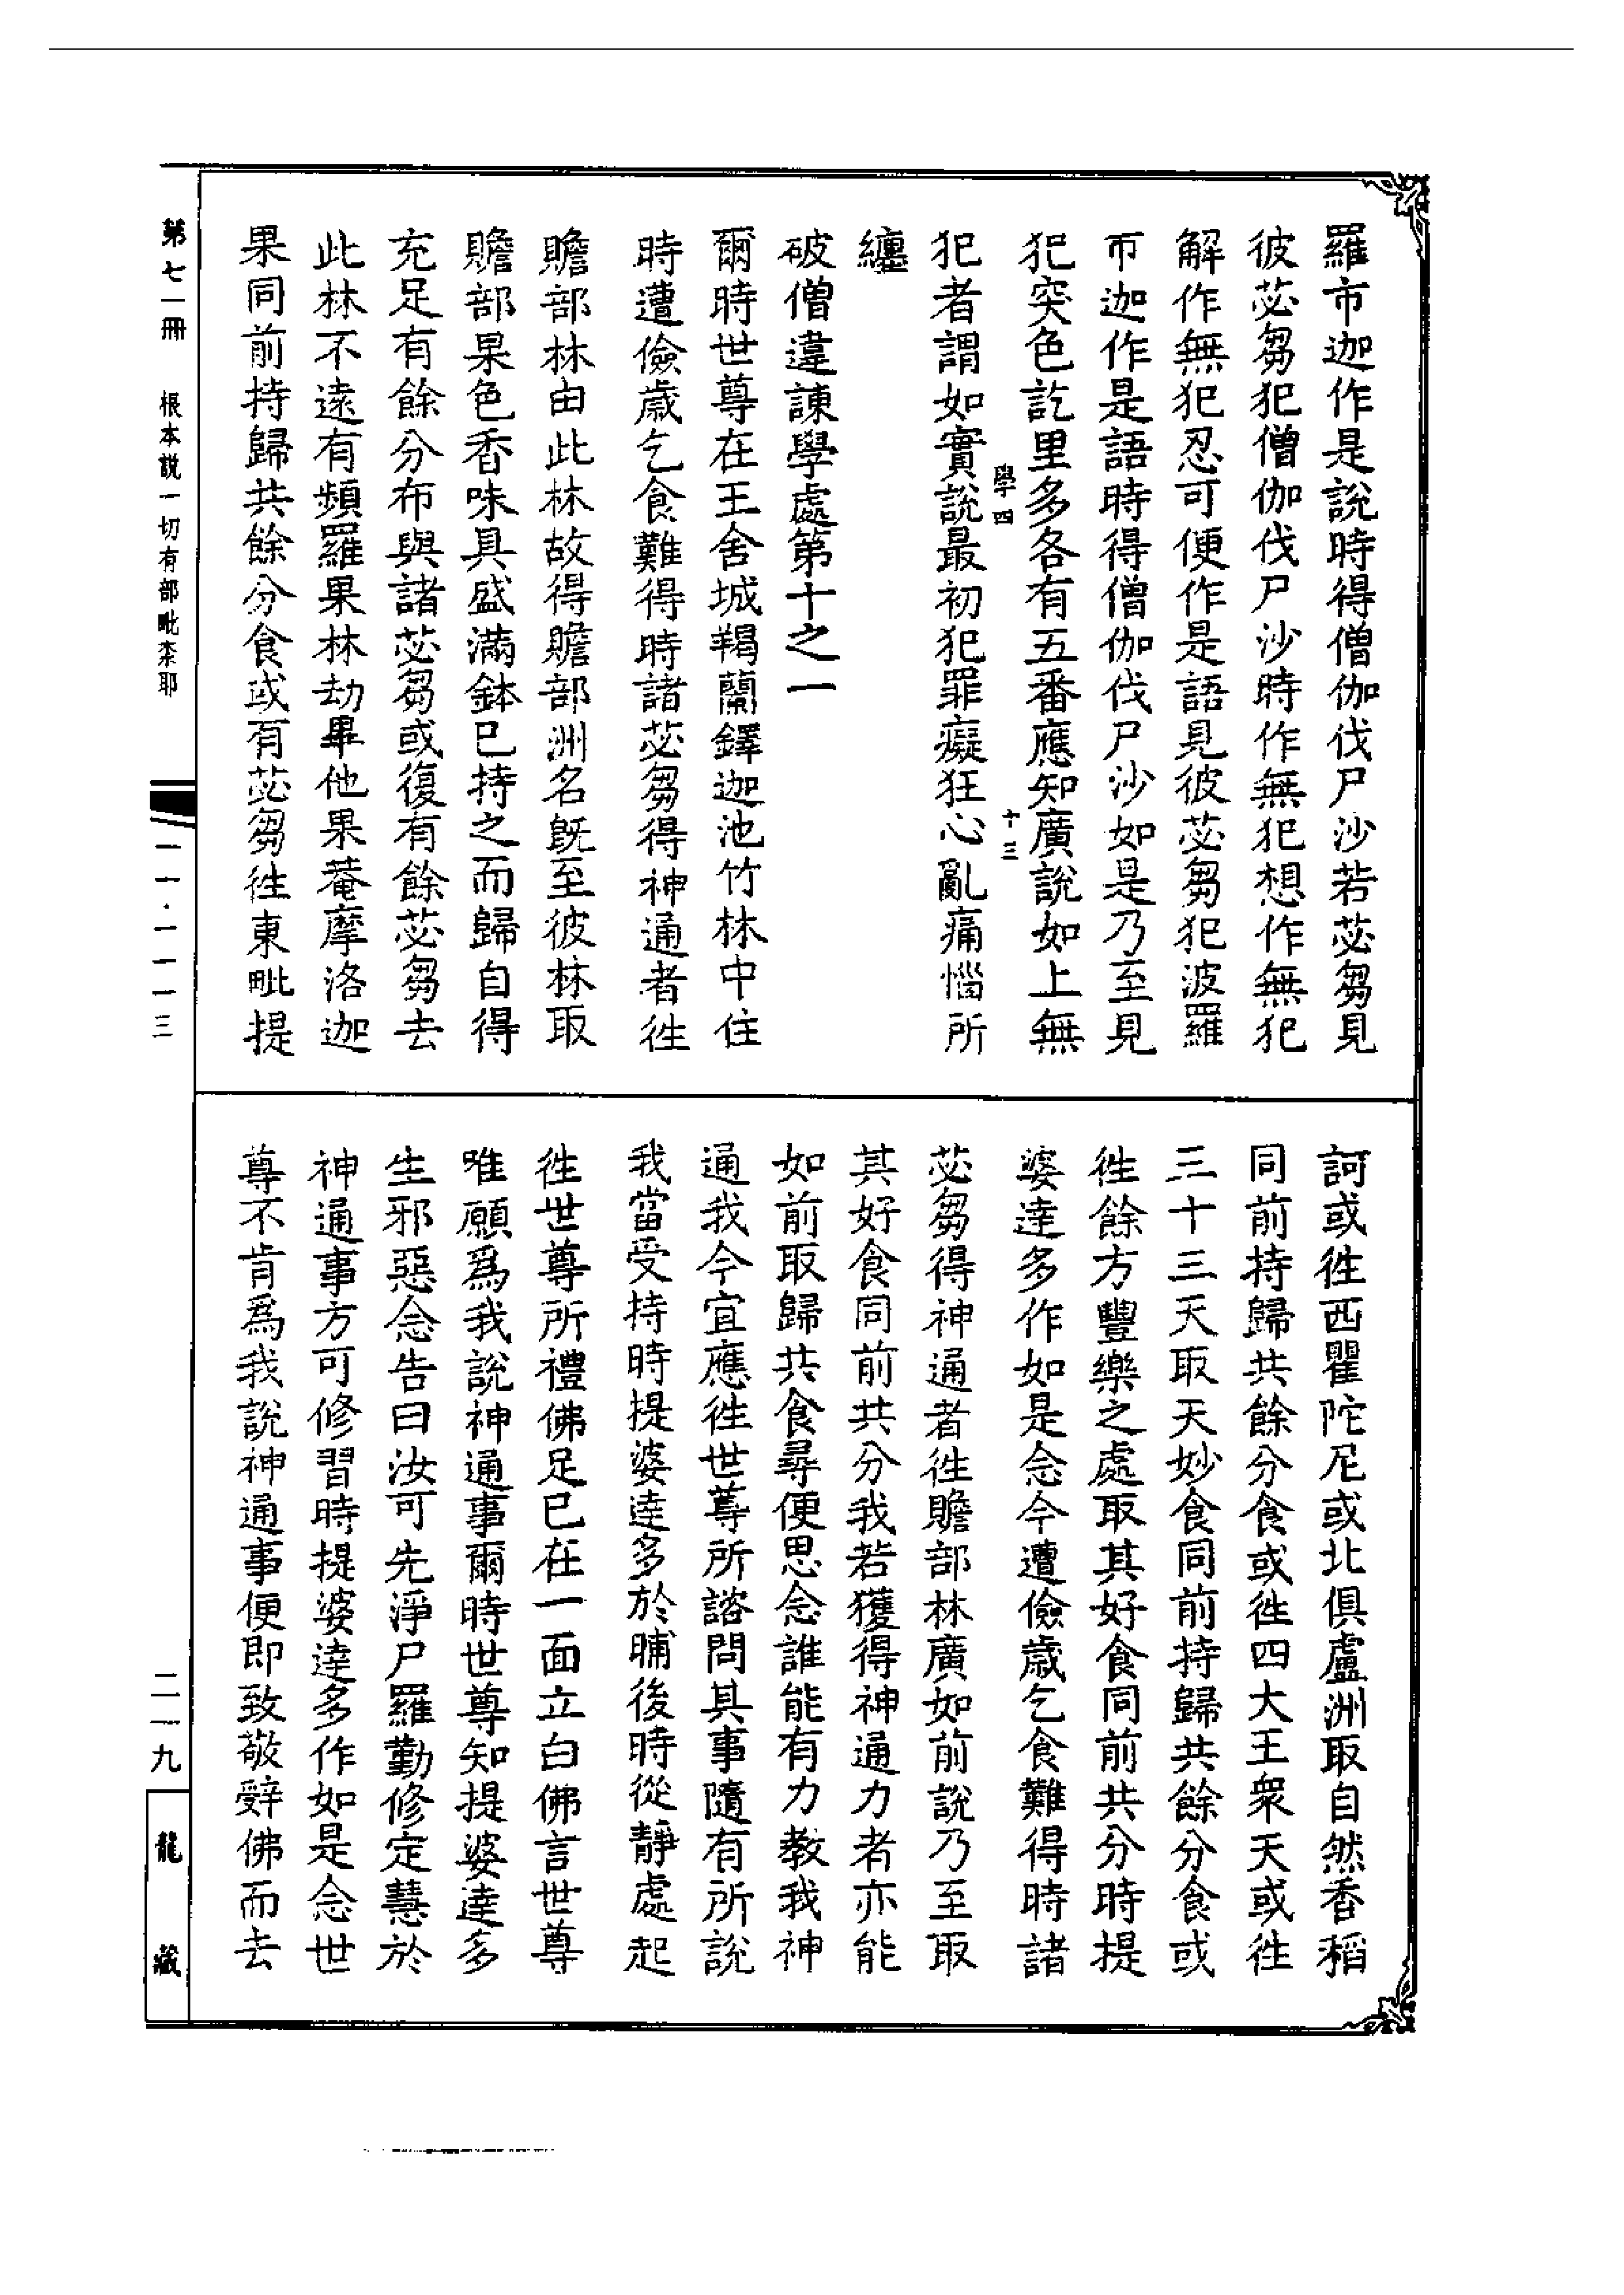 羅市迦作是說時得僧伽伐尸沙若苾芻見
彼苾芻犯僧伽伐尸沙時作無犯想作無犯
解作無犯忍可便作是語見彼苾芻犯波羅
市迦作是語時得僧伽伐尸沙如是乃至見
犯突色訖里多各有五番應知廣說如上無
學四
十三
犯者謂如實說最初犯罪癡狂心亂痛惱所
纏
破僧違諫學處第十之一
爾時世尊在王舍城羯蘭鐸迦池竹林中住
時遭儉歲乞食難得時諸苾芻得神通者徃
贍部林由此林故得贍部洲名旣至彼林取
贍部果色香味具盛滿鉢已持之而歸自得
充足有餘分布與諸苾芻或復有餘苾芻去
此林不遠有頻羅果林劫畢他果菴摩洛迦
果同前持歸共餘分食或有苾芻徃東毗提
訶或徃西瞿陀尼或北俱盧洲取自然香稻
同前持歸共餘分食或徃四大王衆天或徃
三十三天取天妙食同前持歸共餘分食或
徃餘方豐樂之處取其好食同前共分時提
婆達多作如是念今遭儉歲乞食難得時諸
苾芻得神通者徃贍部林廣如前說乃至取
其好食同前共分我若獲得神通力者亦能
如前取歸共食尋便思念誰能有力教我神
通我今宜應徃世尊所諮問其事隨有所說
我當受持時提婆達多於晡後時從靜處起
徃世尊所禮佛足已在一面立白佛言世尊
唯願爲我說神通事爾時世尊知提婆達多
生邪惡念告曰汝可先淨尸羅勤修定慧於
神通事方可修習時提婆達多作如是念世
尊不肯爲我說神通事便即致敬辭佛而去
第七一冊 根本説一切有部毗柰耶
一一·一一一三
二一九
龍藏